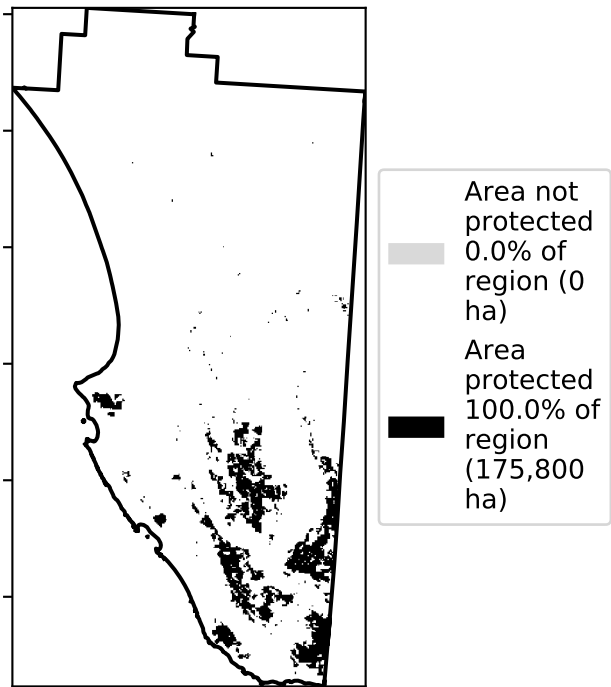 Area not
protected
0.0% of
region (0
ha)
Area
protected
100.0% of
region
(175,800
ha)